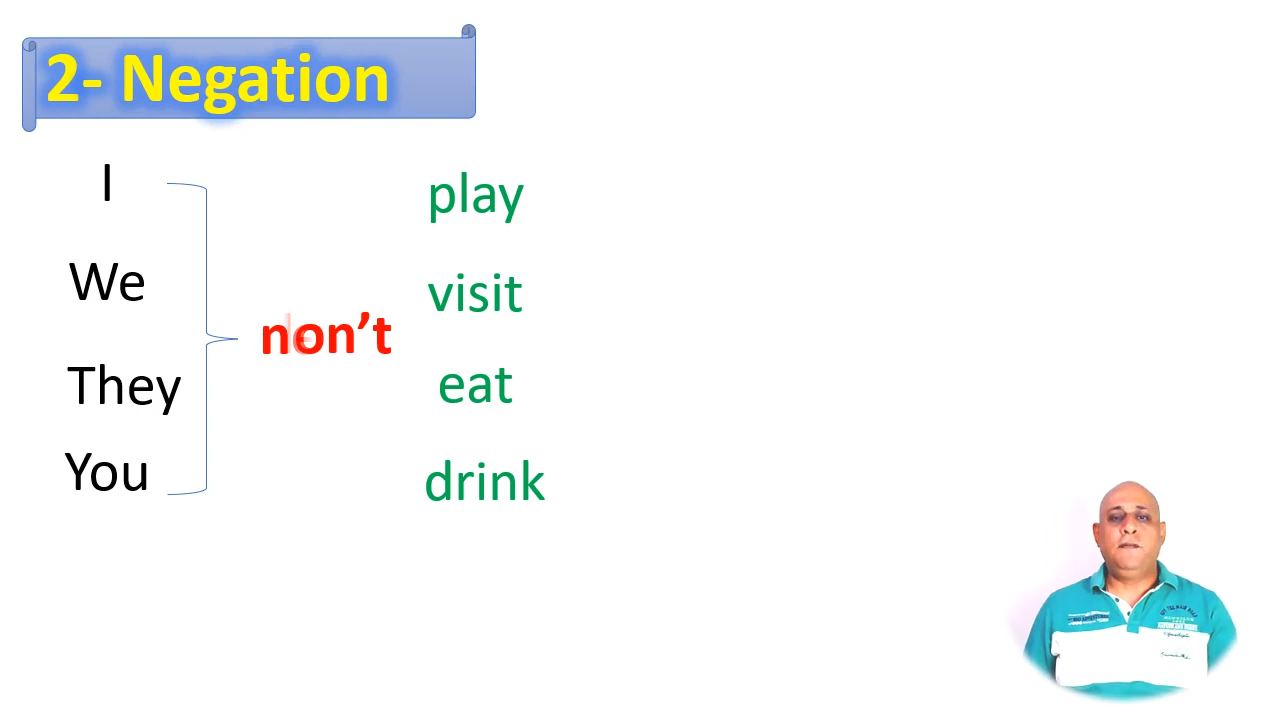 2- Negation
I
play
We
visit
non't
They
eat
You
drink